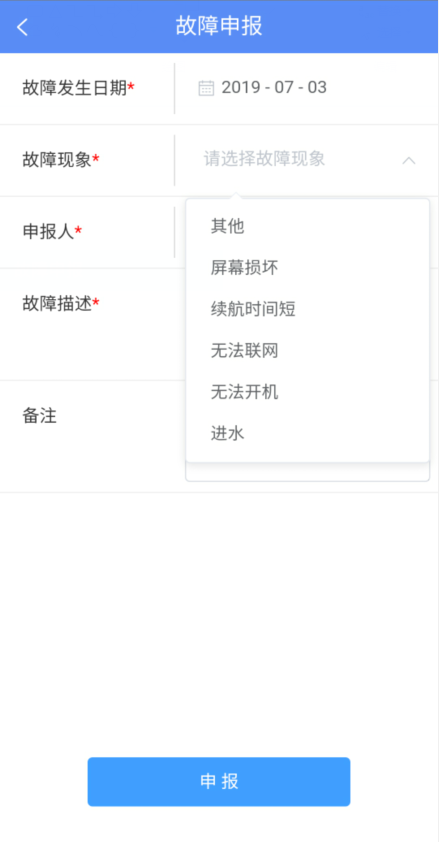 故障申报
故障发生日期* 2019 - 07 - 03
故障现象* 请选择故障现象
申报人*
其他
屏幕损坏
故障描述*
续航时间短
无法联网
无法开机
备注
进水
申 报